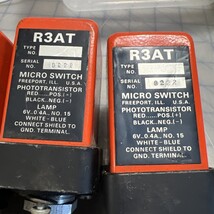 R3AT
TYPE
NO.
SERIAL
NO.
MICRO SWITCH
FREEPORT, ILL. U.S.A.
PHOTOTRANSISTOR
RED.....POS.(+)
BLACK..NEG.(-)
LAMP
6V. 0.4A. NO. 15
WHITE-BLUE
CONNECT SHIELD TO
GND. TERMINAL
R3AT
TYPE
NO.
SERIAL
NO.
MICRO SWITCH
FREEPORT, ILL. U.S.A.
PHOTOTRANSISTOR
RED.....POS.(+)
BLACK..NEG.(-)
LAMP
6V. 0.4A. NO. 15
WHITE-BLUE
CONNECT SHIELD TO
GND. TERMINAL